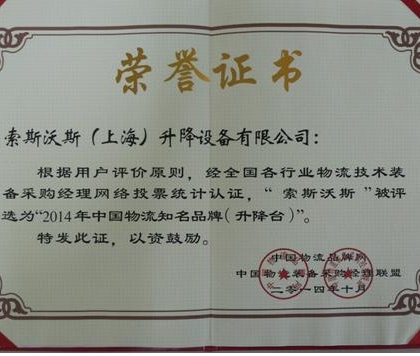 荣誉证书
索斯沃斯（上海）升降设备有限公司：
根据用户评价原则，经全国各行业物流技术装
备采购经理网络投票统计认证，“索斯沃斯”被评
选为“2014年中国物流知名品牌（升降台）”。
特发此证，以资鼓励。
中国物流品牌网
中国物流装备采购经理联盟
二〇一四年十月